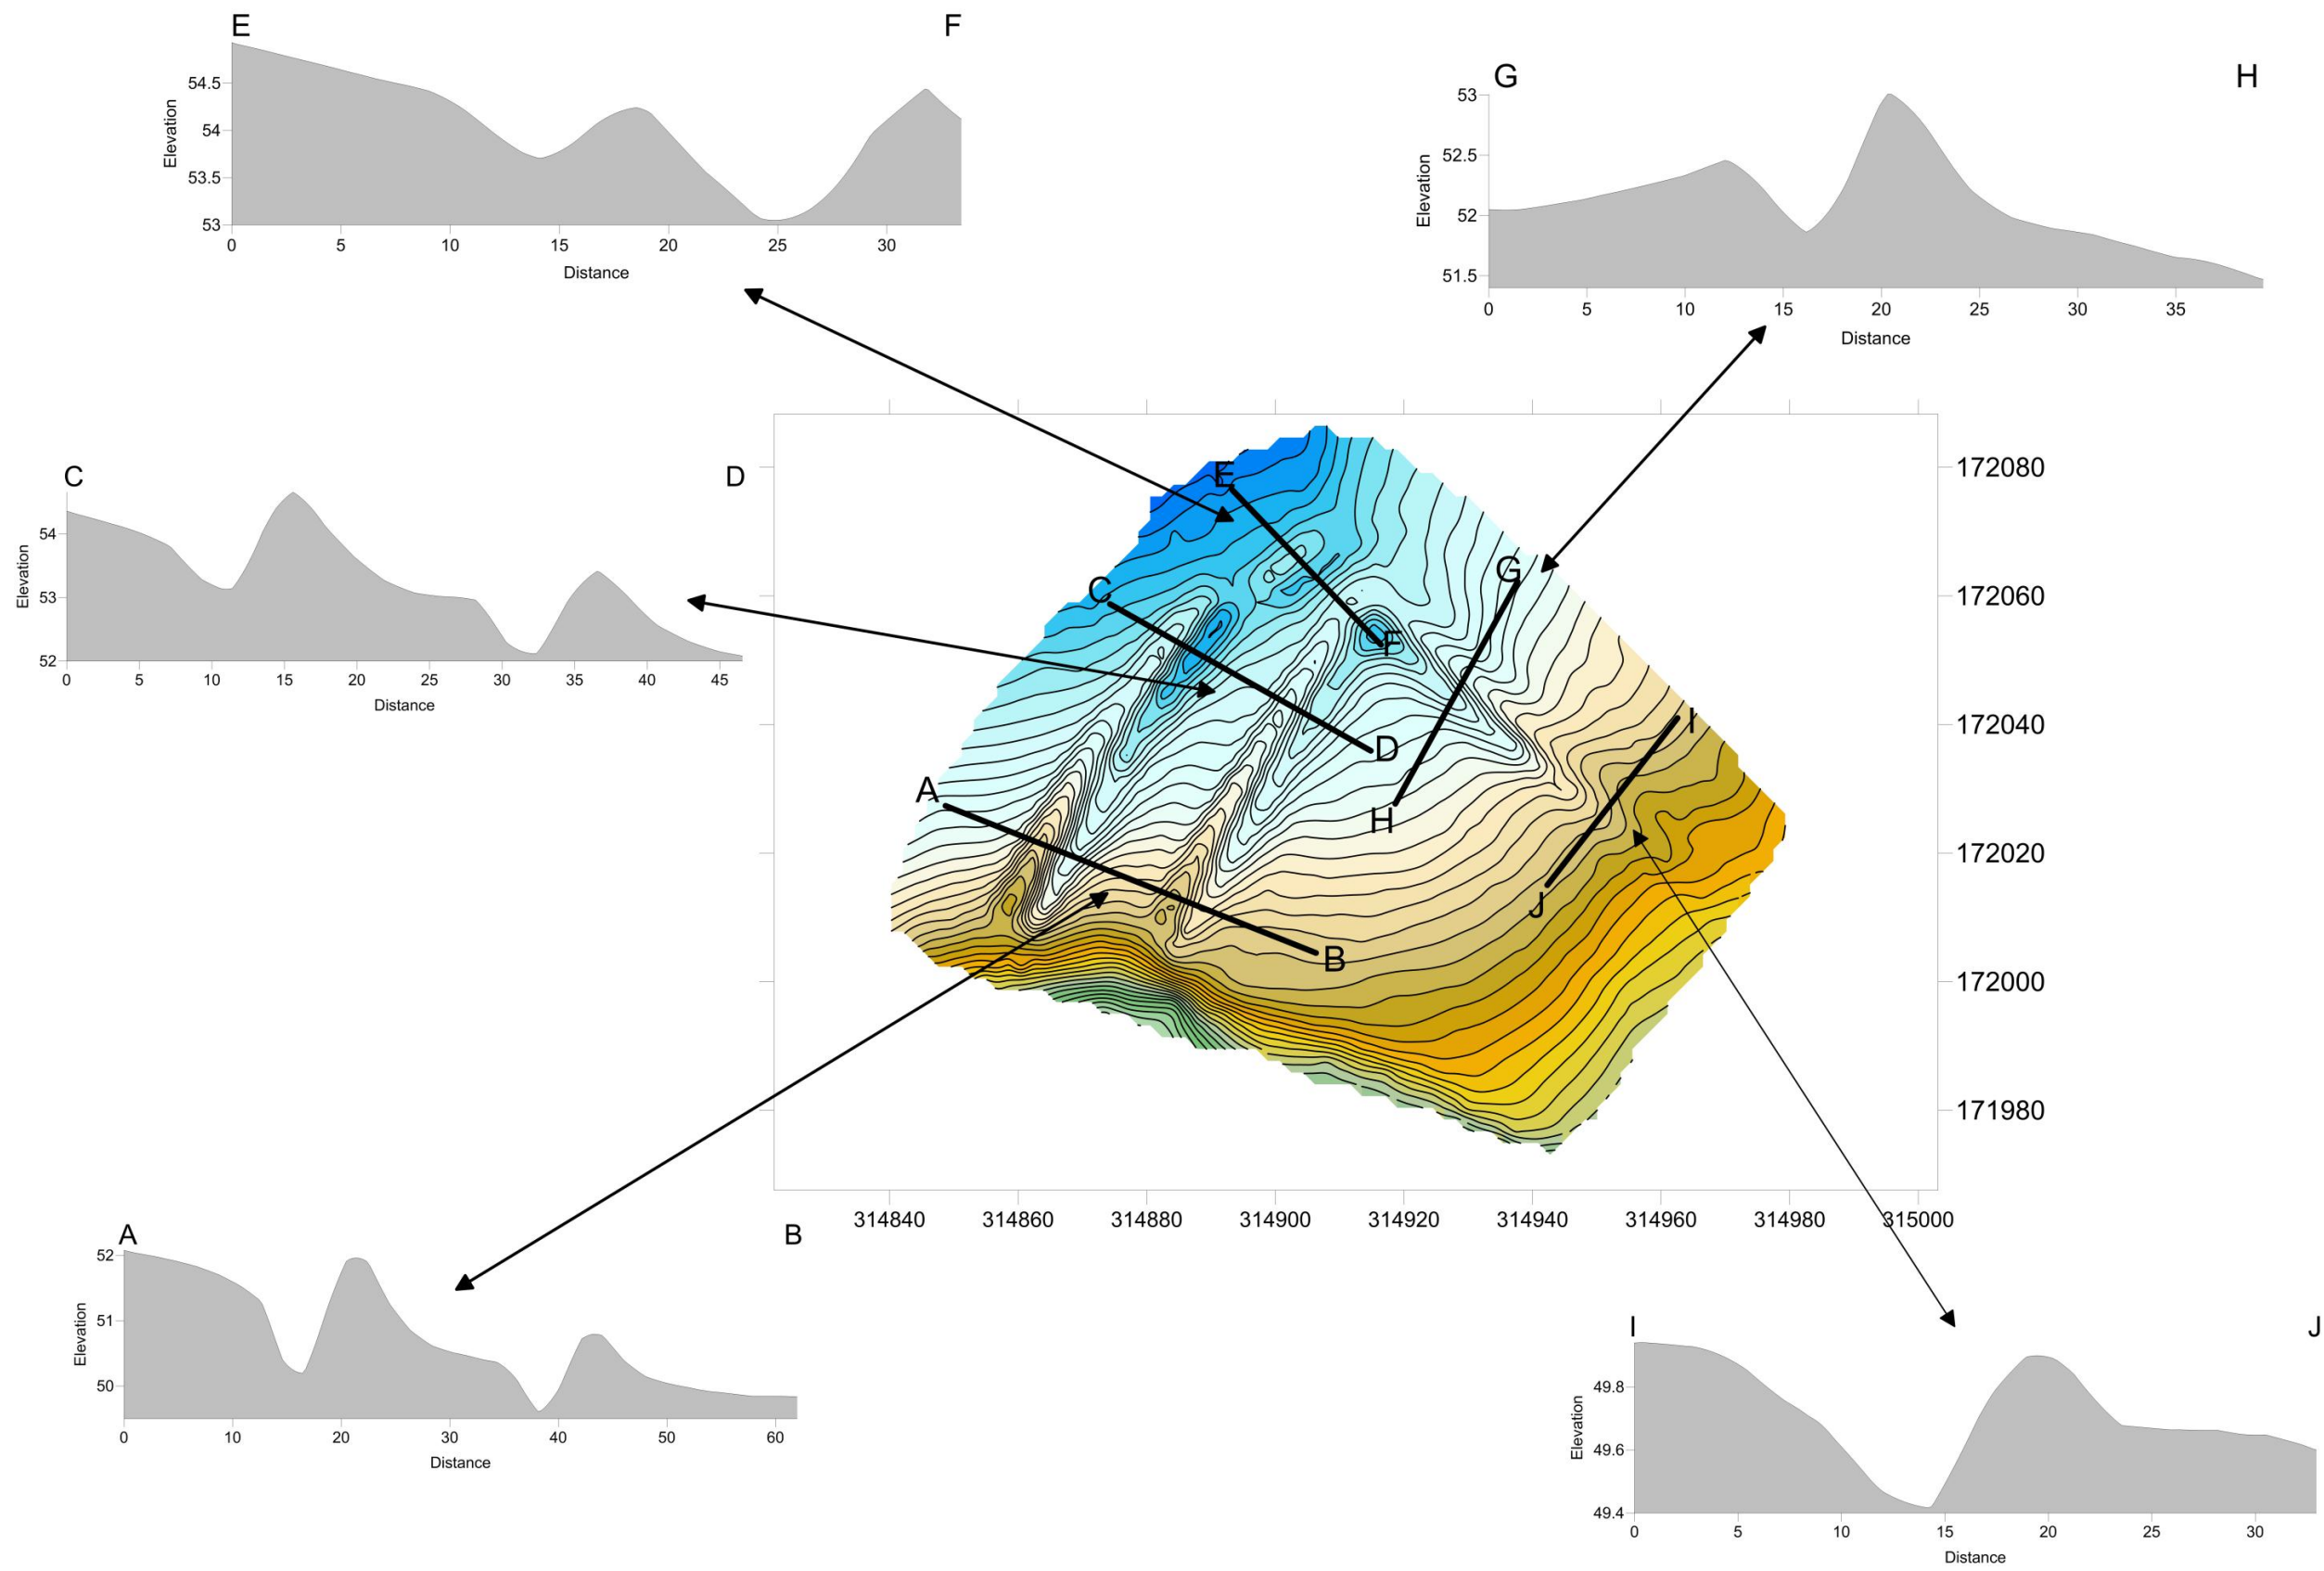 E F
54.5
54
53.5
53
Elevation
0 5 10 15 20 25 30
Distance
G H
53
52.5
52
51.5
Elevation
0 5 10 15 20 25 30 35
Distance
C D
54
53
52
Elevation
0 5 10 15 20 25 30 35 40 45
Distance
E
C
G
F
I
D
A
H
J
B
172080
172060
172040
172020
172000
171980
314840 314860 314880 314900 314920 314940 314960 314980 315000
A B
52
51
50
Elevation
0 10 20 30 40 50 60
Distance
I J
49.8
49.6
49.4
Elevation
0 5 10 15 20 25 30
Distance